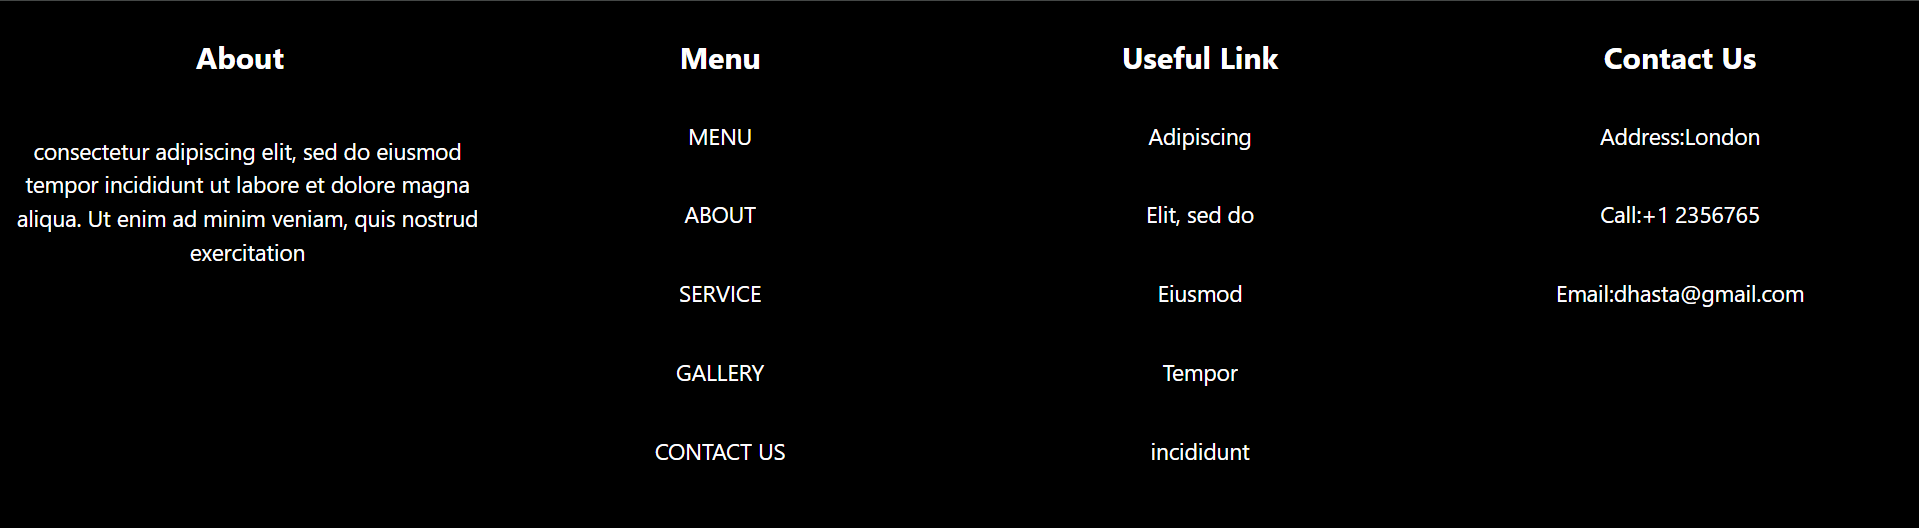 About
consectetur adipiscing elit, sed do eiusmod
tempor incididunt ut labore et dolore magna
aliqua. Ut enim ad minim veniam, quis nostrud
exercitation
Menu
MENU
ABOUT
SERVICE
GALLERY
CONTACT US
Useful Link
Adipiscing
Elit, sed do
Eiusmod
Tempor
incididunt
Contact Us
Address:London
Call:+1 2356765
Email:dhasta@gmail.com